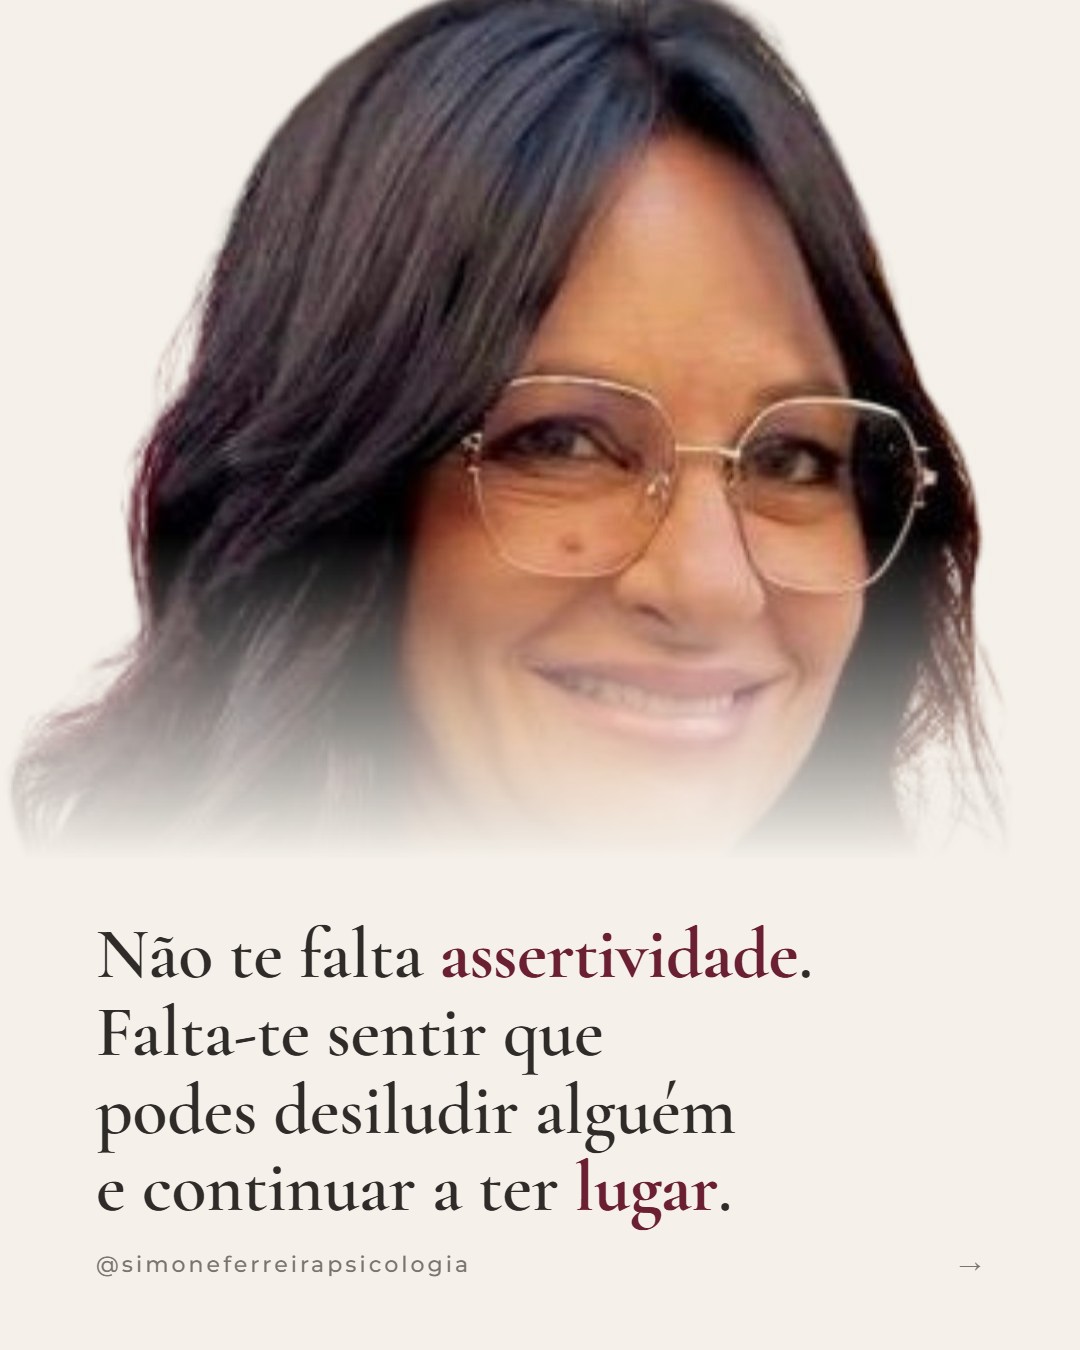 Não te falta assertividade.
Falta-te sentir que
podes desiludir alguém
e continuar a ter lugar.
@simoneferreirapsicologia →